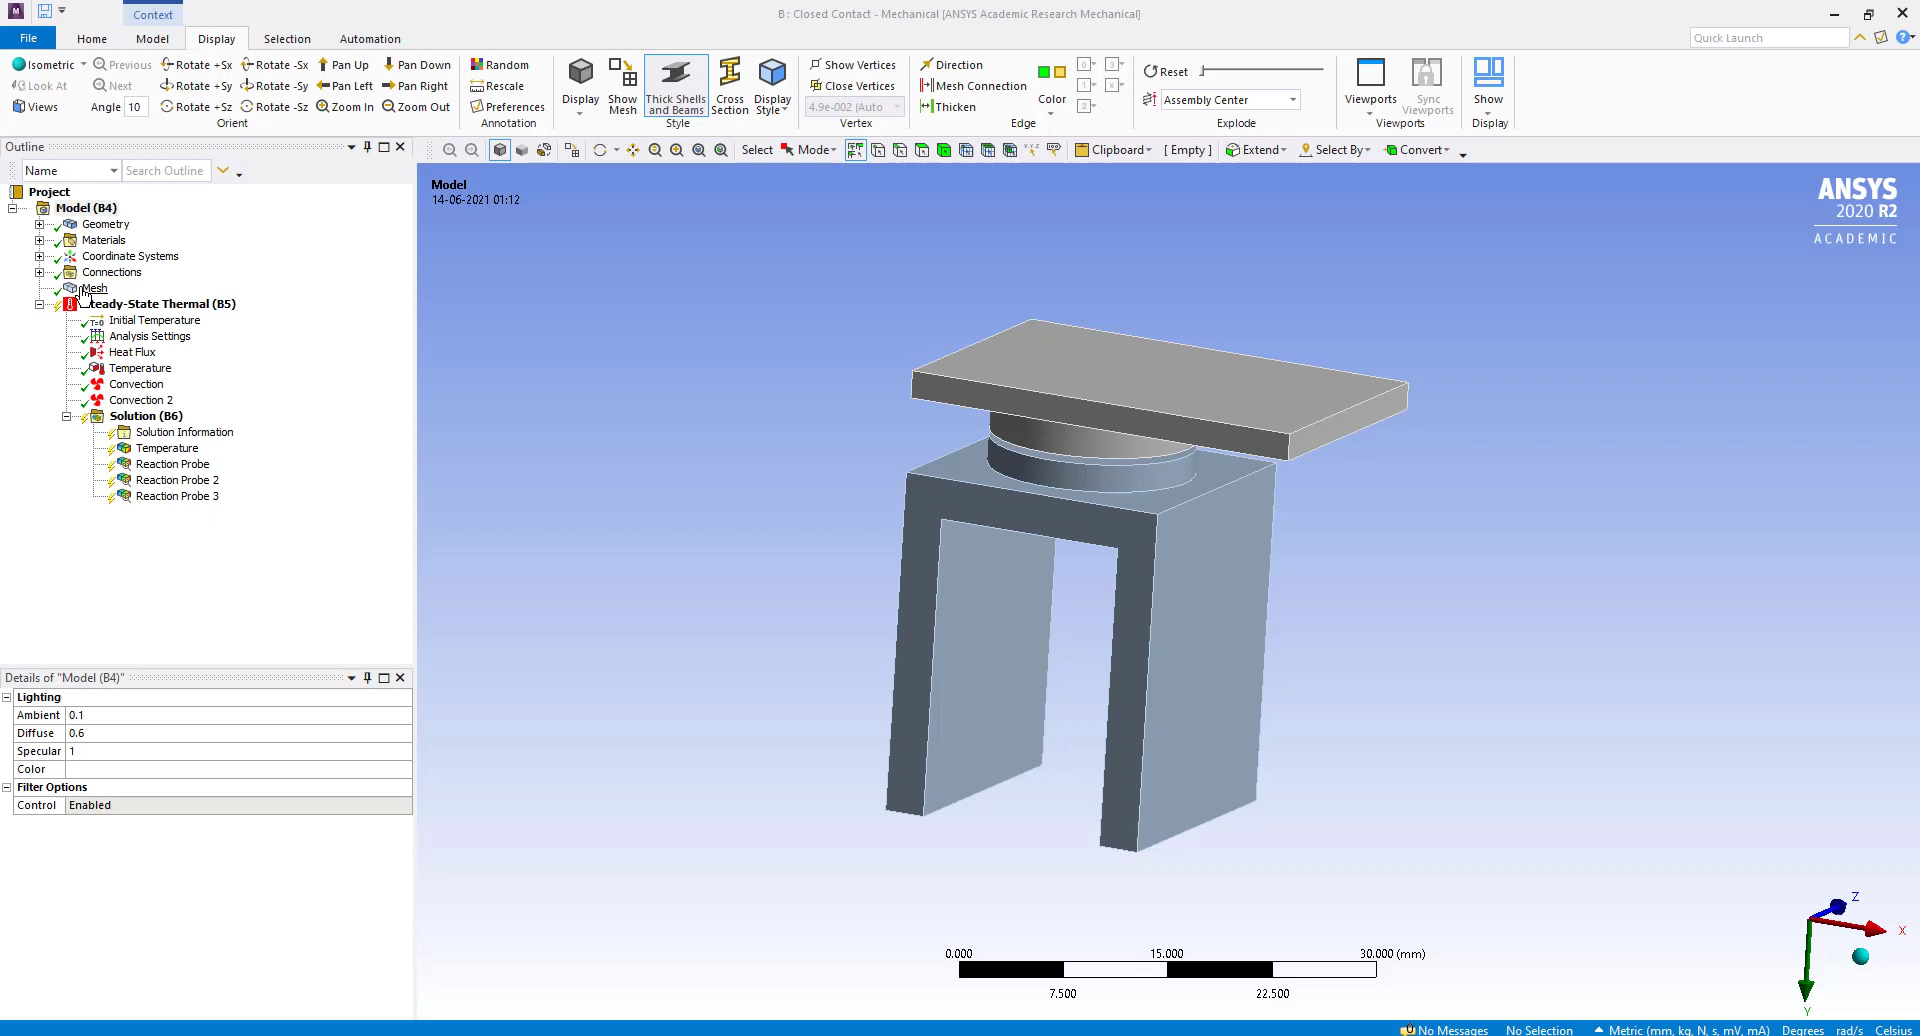 Context
B: Closed Contact - Mechanical [ANSYS Academic Research Mechanical]
File Home Model Display Selection Automation
Quick Launch
Isometric Previous Rotate +Sx Rotate -Sx Pan Up Pan Down
Look At Next Rotate +Sy Rotate -Sy Pan Left Pan Right
Views Angle 10 Rotate +Sz Rotate -Sz Zoom In Zoom Out
Orient
Random
Rescale
Preferences
Annotation
Display
Show Mesh
Thick Shells and Beams
Cross Section
Display Style
Style
Show Vertices
Close Vertices
4.9e-002 (Auto
Vertex
Direction
Mesh Connection
Thicken
Color
Edge
Reset
Assembly Center
Explode
Viewports
Sync Viewports
Viewports
Show
Display
Outline
Name Search Outline
Select Mode Clipboard [ Empty ] Extend Select By Convert
Project
Model (B4)
Geometry
Materials
Coordinate Systems
Connections
Mesh
teady-State Thermal (B5)
Initial Temperature
Analysis Settings
Heat Flux
Temperature
Convection
Convection 2
Solution (B6)
Solution Information
Temperature
Reaction Probe
Reaction Probe 2
Reaction Probe 3
Details of "Model (B4)"
Lighting
Ambient 0.1
Diffuse 0.6
Specular 1
Color
Filter Options
Control Enabled
Model
14-06-2021 01:12
ANSYS
2020 R2
ACADEMIC
0.000 15.000 30.000 (mm)
7.500 22.500
Z
X
Y
No Messages No Selection Metric (mm, kg, N, s, mV, mA) Degrees rad/s Celsius